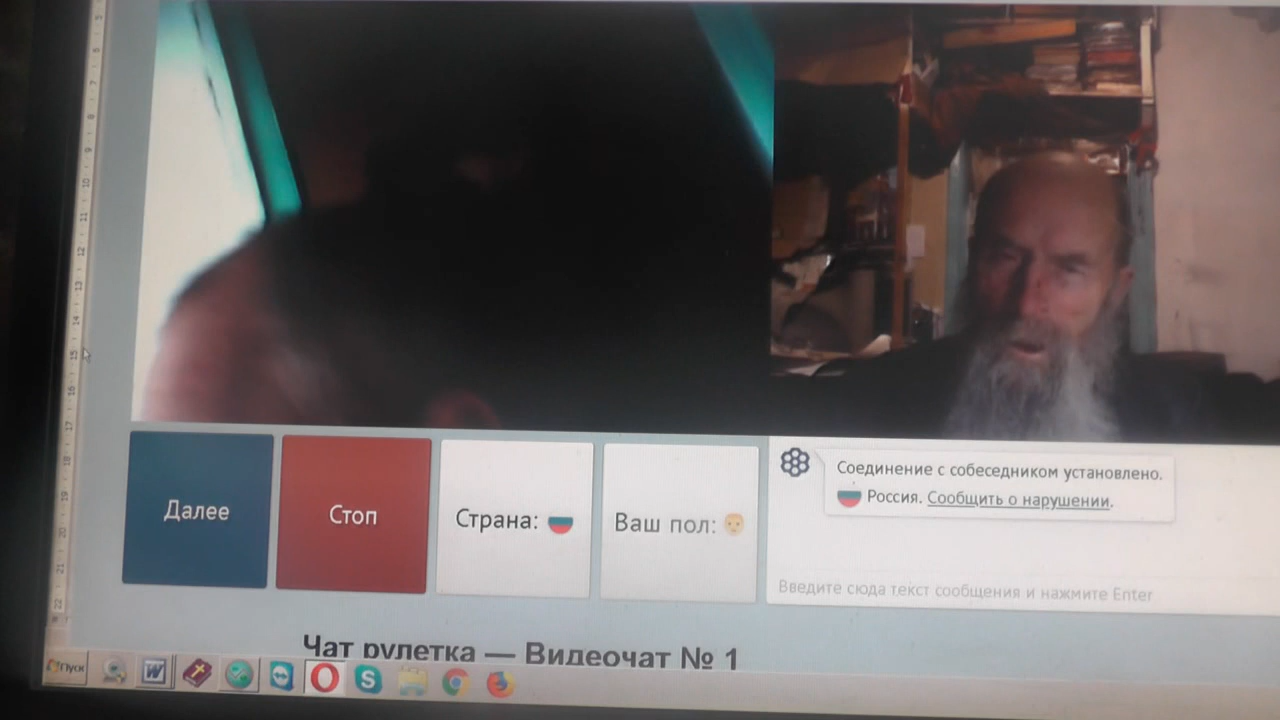 Далее
Стоп
Страна:
Ваш пол:
Соединение с собеседником установлено.
Россия. Сообщить о нарушении.
Введите сюда текст сообщения и нажмите Enter
Чат рулетка — Видеочат № 1
Пуск